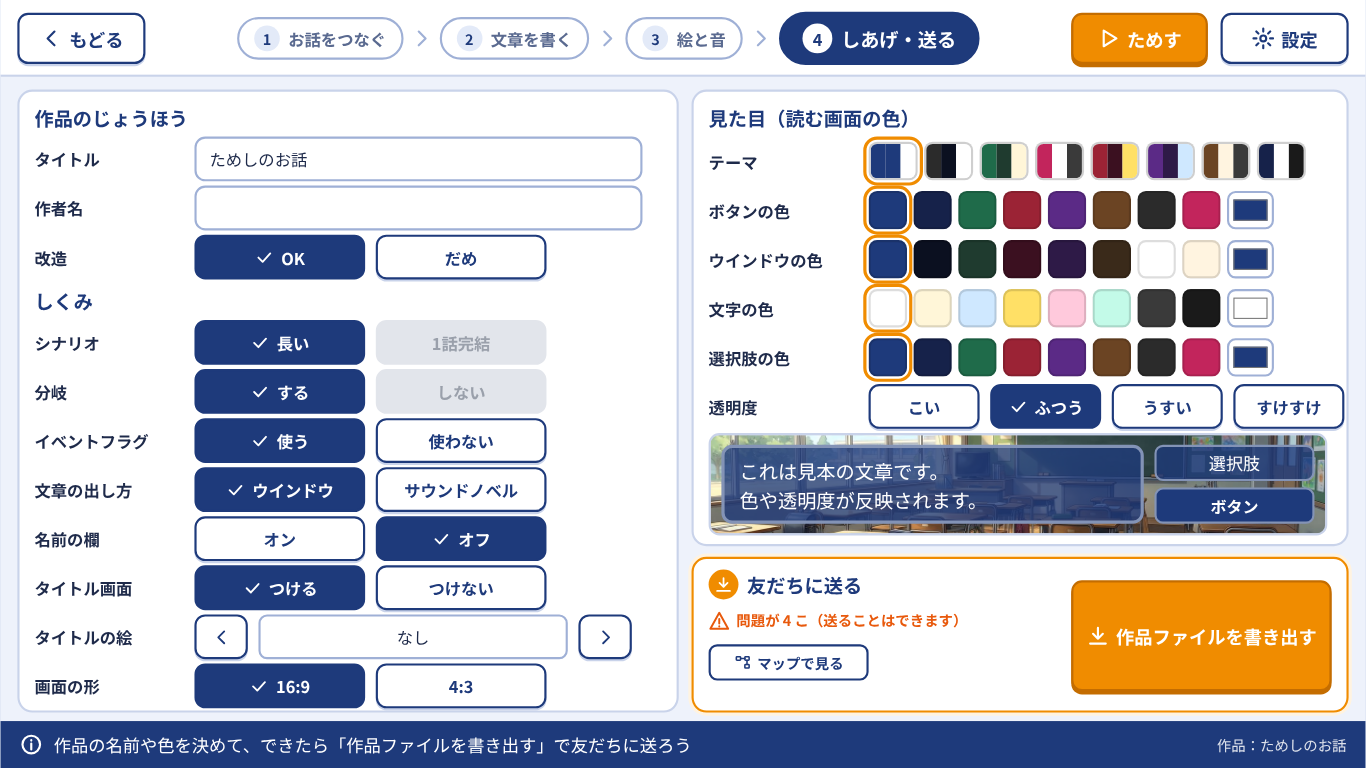 もどる
1 お話をつなぐ
2 文章を書く
3 絵と音
4 しあげ・送る
ためす
設定
作品のじょうほう
タイトル ためしのお話
作者名
改造 OK だめ
しくみ
シナリオ 長い 1話完結
分岐 する しない
イベントフラグ 使う 使わない
文章の出し方 ウインドウ サウンドノベル
名前の欄 オン オフ
タイトル画面 つける つけない
タイトルの絵 なし
画面の形 16:9 4:3
見た目（読む画面の色）
テーマ
ボタンの色
ウインドウの色
文字の色
選択肢の色
透明度 こい ふつう うすい すけすけ
これは見本の文章です。
色や透明度が反映されます。
選択肢
ボタン
友だちに送る
問題が4こ（送ることはできます）
マップで見る
作品ファイルを書き出す
作品の名前や色を決めて、できたら「作品ファイルを書き出す」で友だちに送ろう
作品：ためしのお話